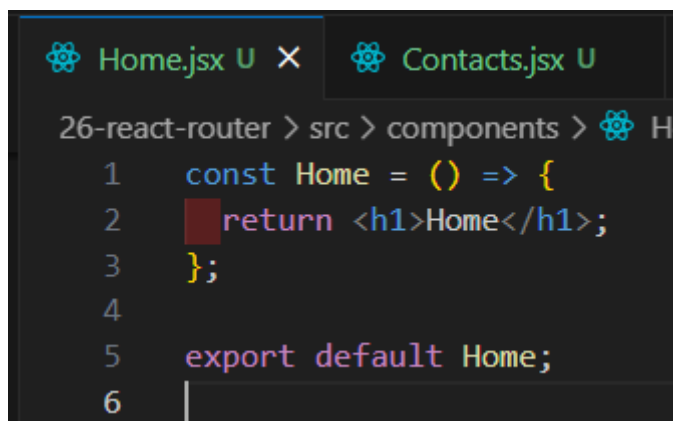 Home.jsx U Contacts.jsx U
26-react-router > src > components >
1 const Home = () => {
2 return <h1>Home</h1>;
3 };
4
5 export default Home;
6